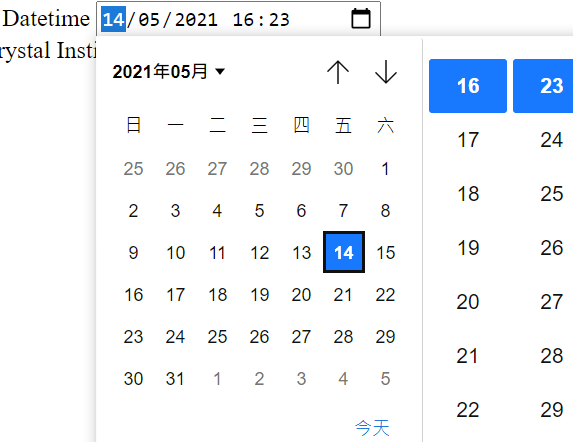 Datetime 14/05/2021 16:23
rystal Insti
2021年05月
日 一 二 三 四 五 六
25 26 27 28 29 30 1
2 3 4 5 6 7 8
9 10 11 12 13 14 15
16 17 18 19 20 21 22
23 24 25 26 27 28 29
30 31 1 2 3 4 5
今天
16 23
17 24
18 25
19 26
20 27
21 28
22 29